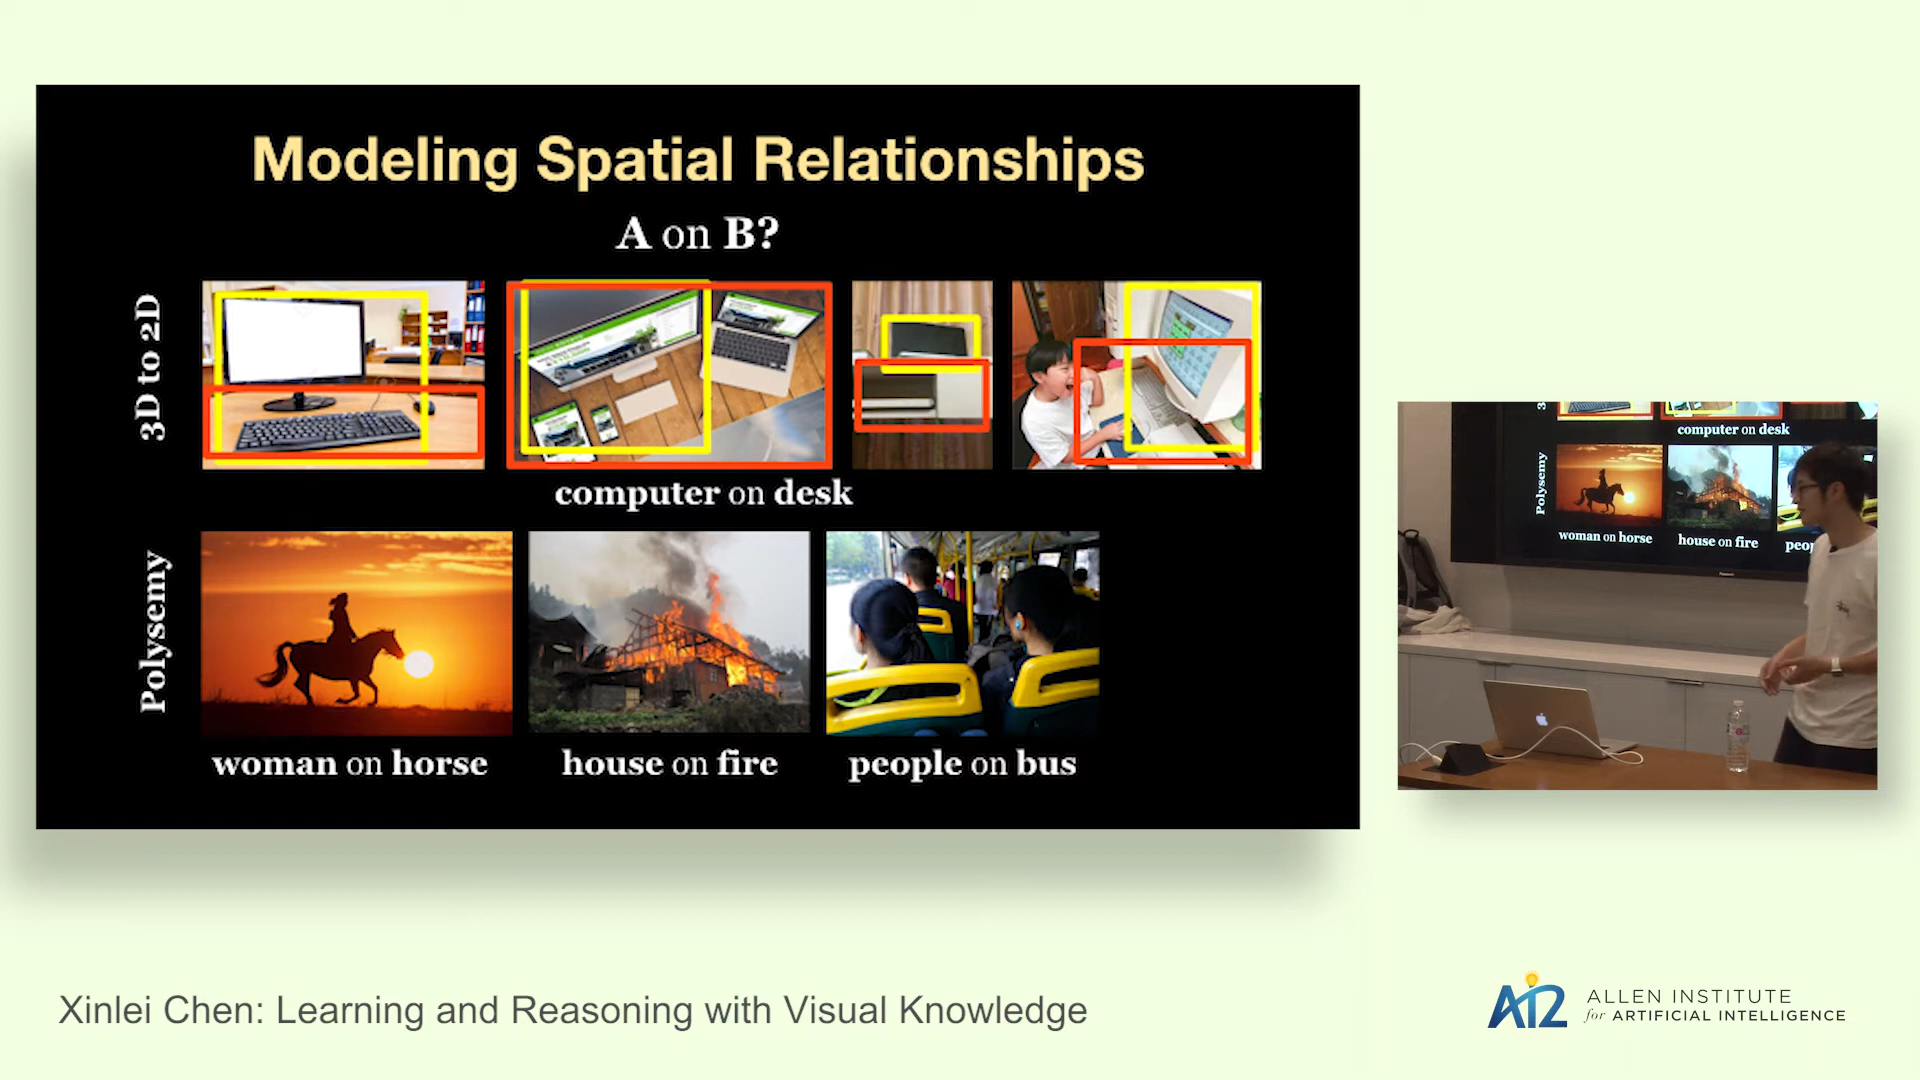 Modeling Spatial Relationships
A on B?
3D to 2D
computer on desk
Polysemy
woman on horse
house on fire
people on bus
computer on desk
Polysemy
woman on horse
house on fire
Xinlei Chen: Learning and Reasoning with Visual Knowledge
AI2
ALLEN INSTITUTE
for ARTIFICIAL INTELLIGENCE